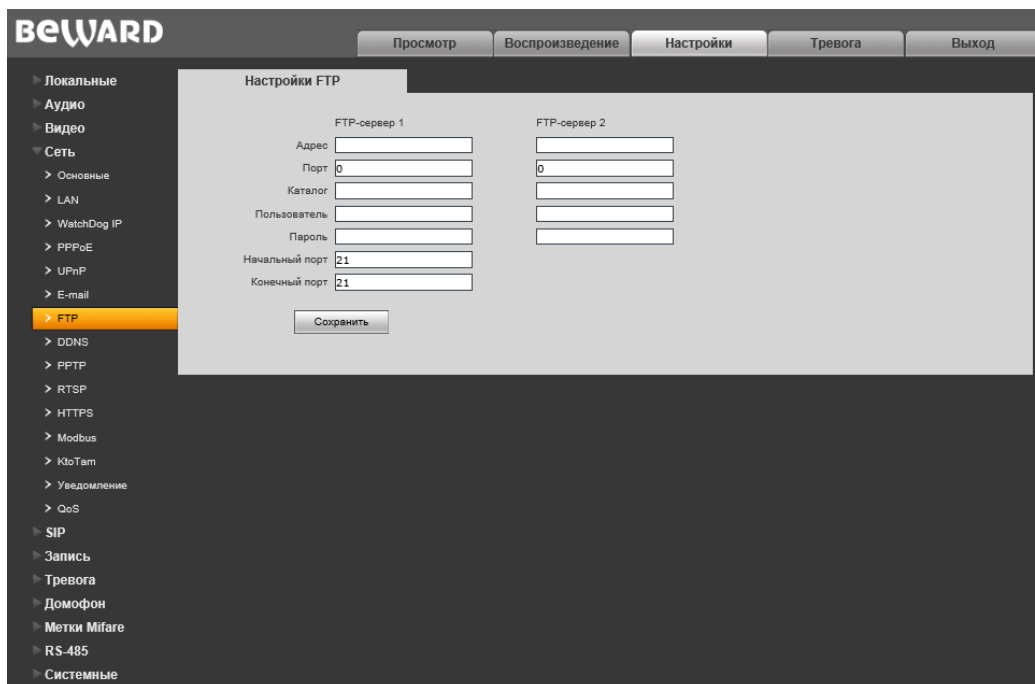 BEWARD
Просмотр Воспроизведение Настройки Тревога Выход
Локальные
Аудио
Видео
Сеть
Основные
LAN
WatchDog IP
PPPoE
UPnP
E-mail
FTP
DDNS
PPTP
RTSP
HTTPS
Modbus
KtoTam
Уведомление
QoS
SIP
Запись
Тревога
Домофон
Метки Mifare
RS-485
Системные
Настройки FTP
FTP-сервер 1 FTP-сервер 2
Адрес
Порт 0 0
Каталог
Пользователь
Пароль
Начальный порт 21
Конечный порт 21
Сохранить